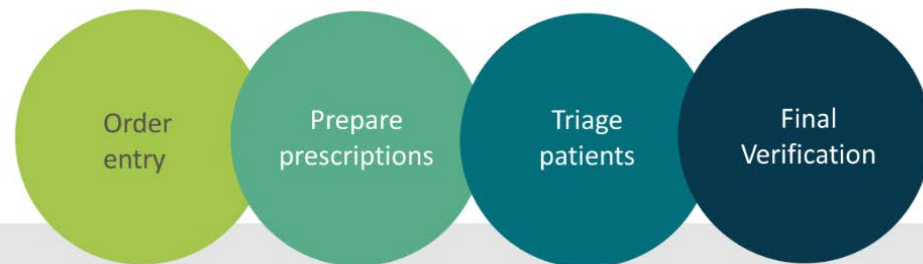 Order
entry
Prepare
prescriptions
Triage
patients
Final
Verification